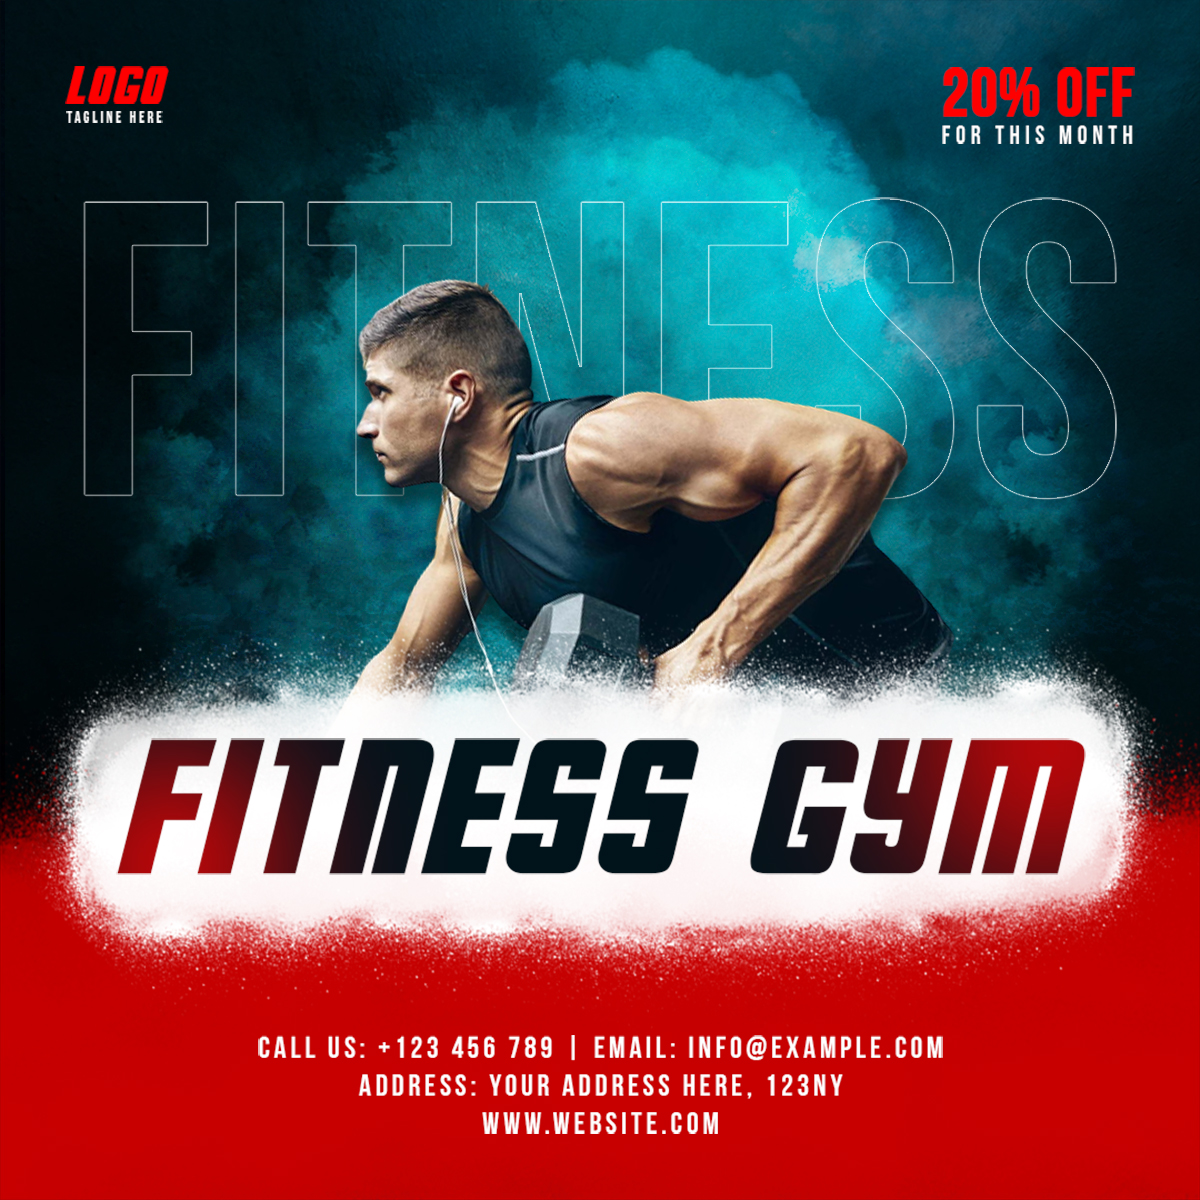 LOGO
TAGLINE HERE
20% OFF
FOR THIS MONTH
FITNESS
FITNESS GYM
CALL US: +123 456 789 | EMAIL: INFO@EXAMPLE.COM
ADDRESS: YOUR ADDRESS HERE, 123NY
WWW.WEBSITE.COM